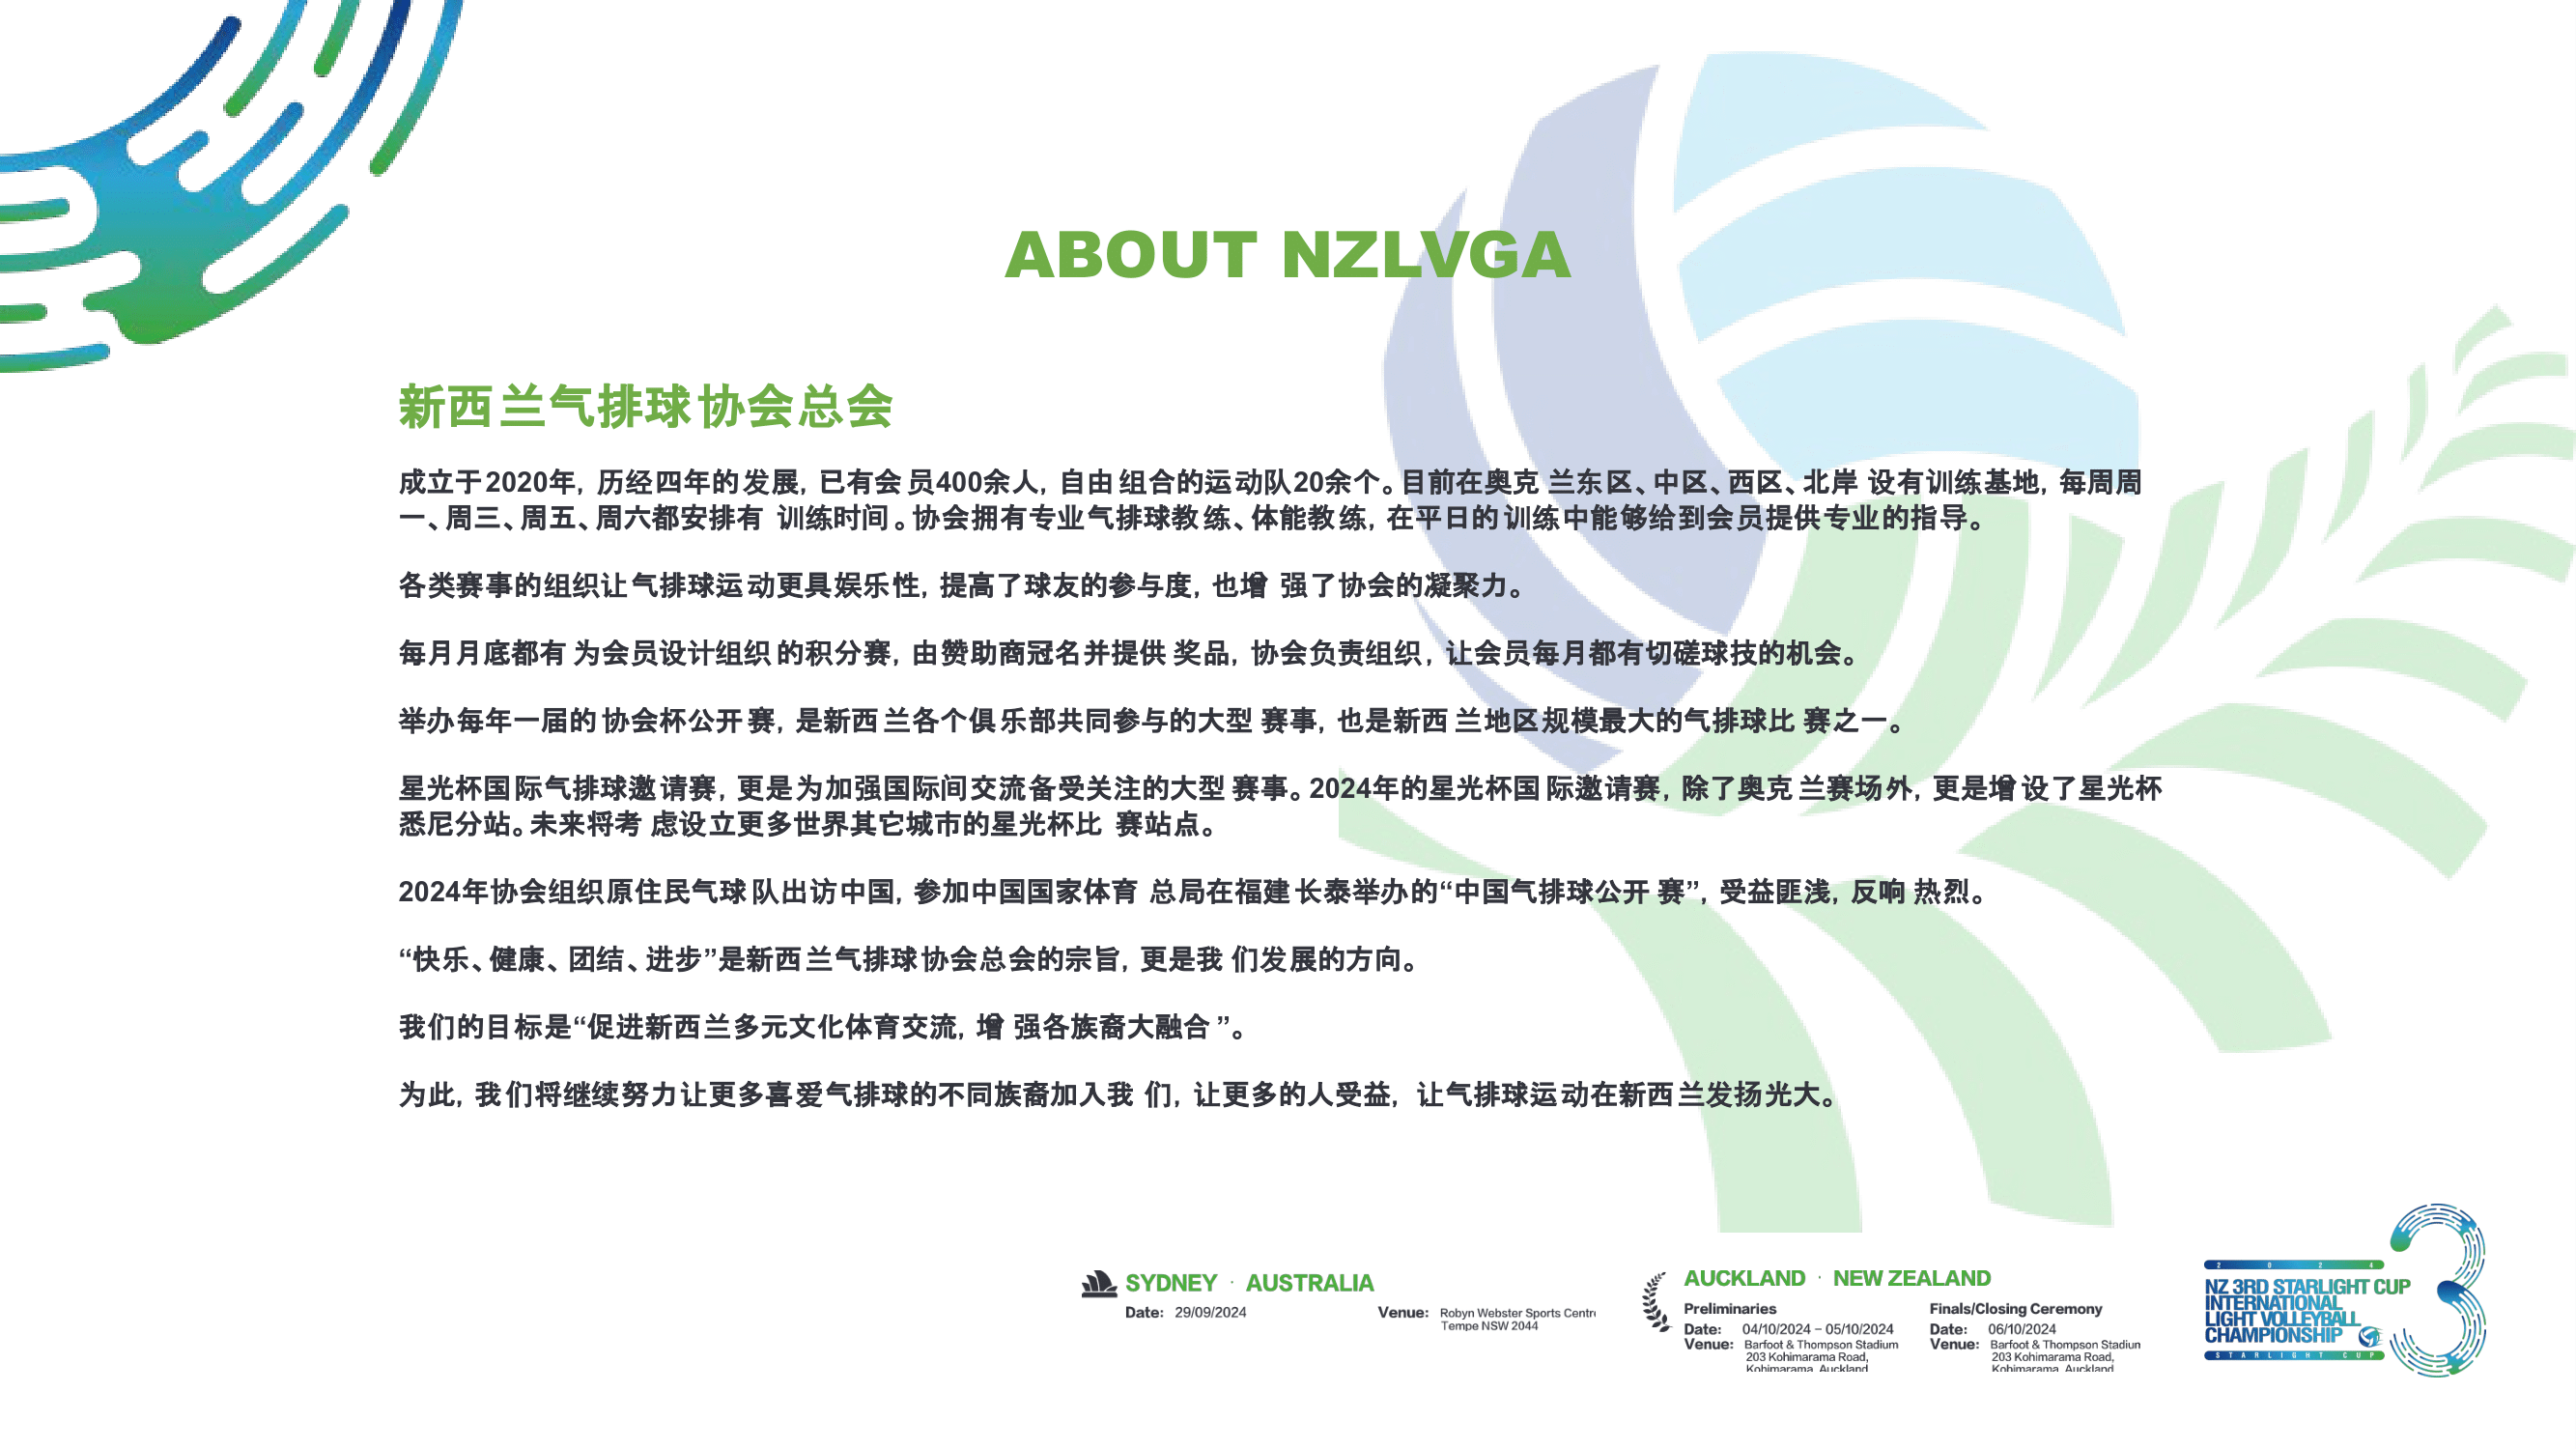 ABOUT NZLVGA
新西兰气排球协会总会
成立于2020年, 历经四年的发展, 已有会员400余人, 自由组合的运动队20余个。目前在奥克兰东区、中区、西区、北岸设有训练基地, 每周周
一、周三、周五、周六都安排有训练时间。协会拥有专业气排球教练、体能教练, 在平日的训练中能够给到会员提供专业的指导。
各类赛事的组织让气排球运动更具娱乐性, 提高了球友的参与度, 也增强了协会的凝聚力。
每月月底都有为会员设计组织的积分赛, 由赞助商冠名并提供奖品, 协会负责组织, 让会员每月都有切磋球技的机会。
举办每年一届的协会杯公开赛, 是新西兰各个俱乐部共同参与的大型赛事, 也是新西兰地区规模最大的气排球比赛之一。
星光杯国际气排球邀请赛, 更是为加强国际间交流备受关注的大型赛事。2024年的星光杯国际邀请赛, 除了奥克兰赛场外, 更是增设了星光杯
悉尼分站。未来将考虑设立更多世界其它城市的星光杯比赛站点。
2024年协会组织原住民气球队出访中国, 参加中国国家体育总局在福建长泰举办的“中国气排球公开赛”, 受益匪浅, 反响热烈。
“快乐、健康、团结、进步”是新西兰气排球协会总会的宗旨, 更是我们发展的方向。
我们的目标是“促进新西兰多元文化体育交流, 增强各族裔大融合”。
为此, 我们将继续努力让更多喜爱气排球的不同族裔加入我们, 让更多的人受益, 让气排球运动在新西兰发扬光大。
SYDNEY · AUSTRALIA
Date: 29/09/2024 Venue: Robyn Webster Sports Centre
Tempe NSW 2044
AUCKLAND · NEW ZEALAND
Preliminaries
Date: 04/10/2024 – 05/10/2024
Venue: Barfoot & Thompson Stadium
203 Kohimarama Road,
Kohimarama, Auckland
Finals/Closing Ceremony
Date: 06/10/2024
Venue: Barfoot & Thompson Stadium
203 Kohimarama Road,
Kohimarama, Auckland
2024
NZ 3RD STARLIGHT CUP
INTERNATIONAL
LIGHT VOLLEYBALL
CHAMPIONSHIP
STARLIGHT CUP
3